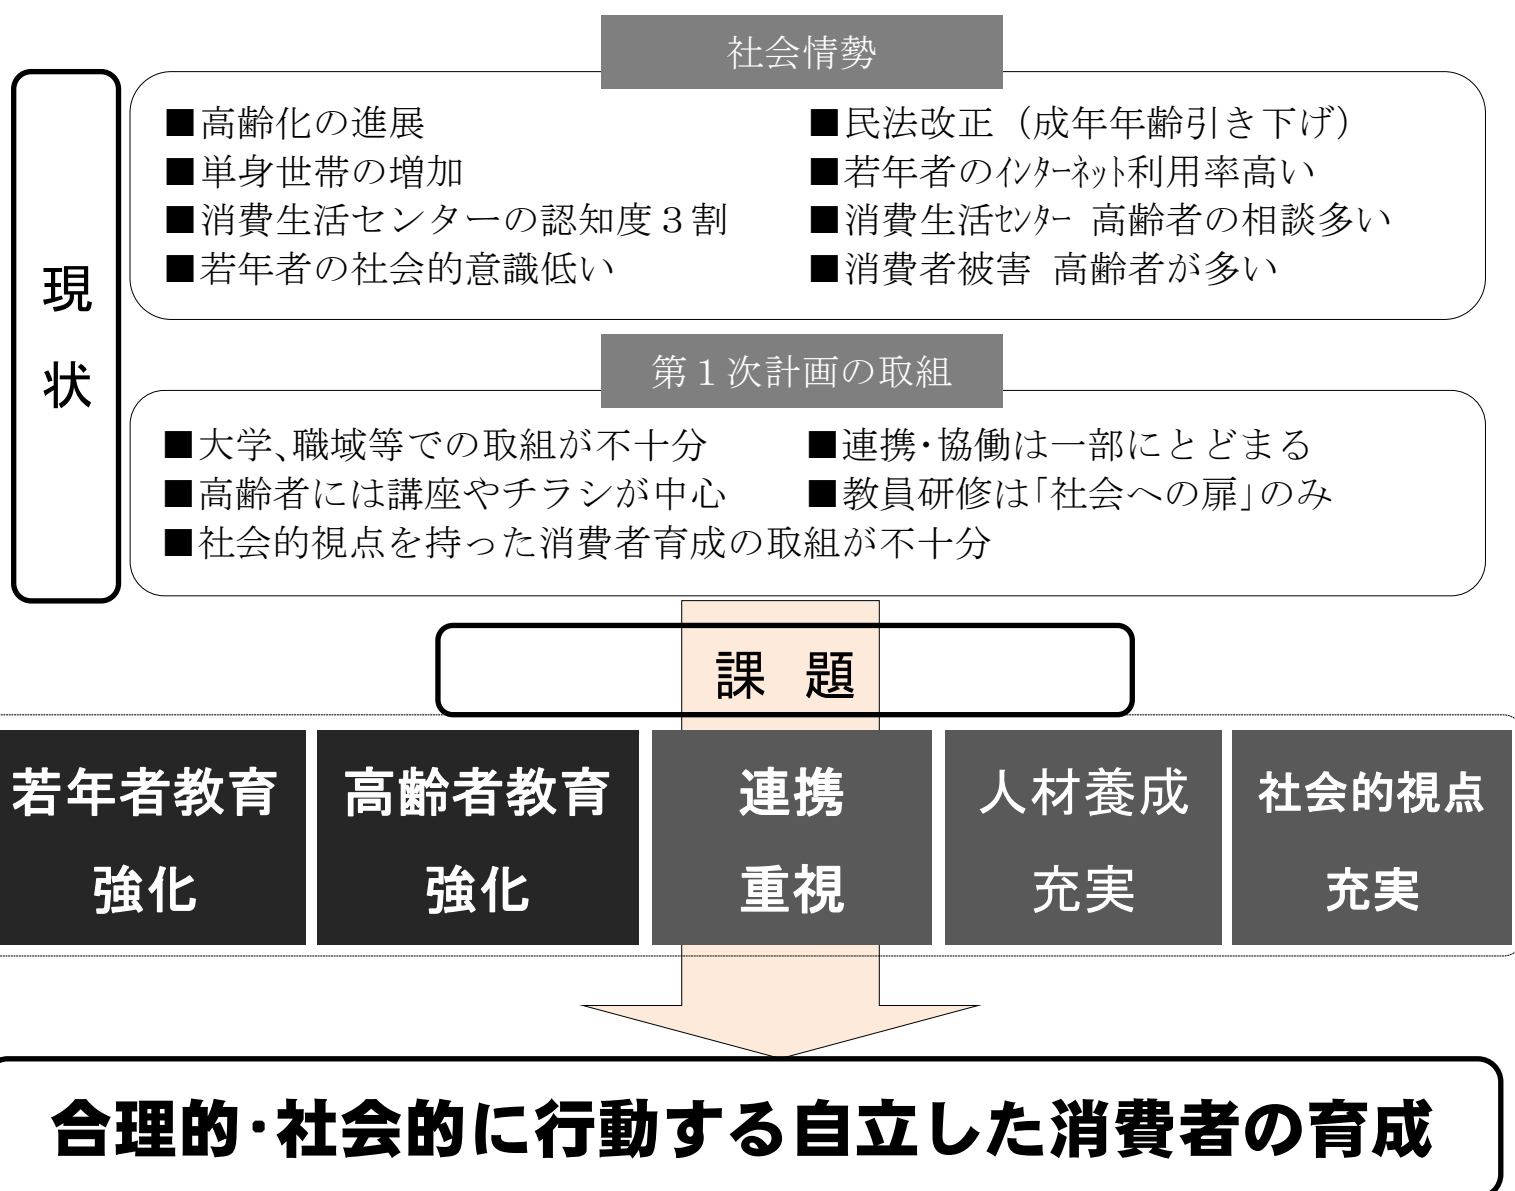 社会情勢
現状
■高齢化の進展
■単身世帯の増加
■消費生活センターの認知度３割
■若年者の社会的意識低い
■民法改正（成年年齢引き下げ）
■若年者のｲﾝﾀｰﾈｯﾄ利用率高い
■消費生活ｾﾝﾀｰ 高齢者の相談多い
■消費者被害 高齢者が多い
第１次計画の取組
■大学､職域等での取組が不十分
■高齢者には講座やチラシが中心
■連携･協働は一部にとどまる
■教員研修は｢社会への扉｣のみ
■社会的視点を持った消費者育成の取組が不十分
課 題
若年者教育
強化
高齢者教育
強化
連携
重視
人材養成
充実
社会的視点
充実
合理的･社会的に行動する自立した消費者の育成